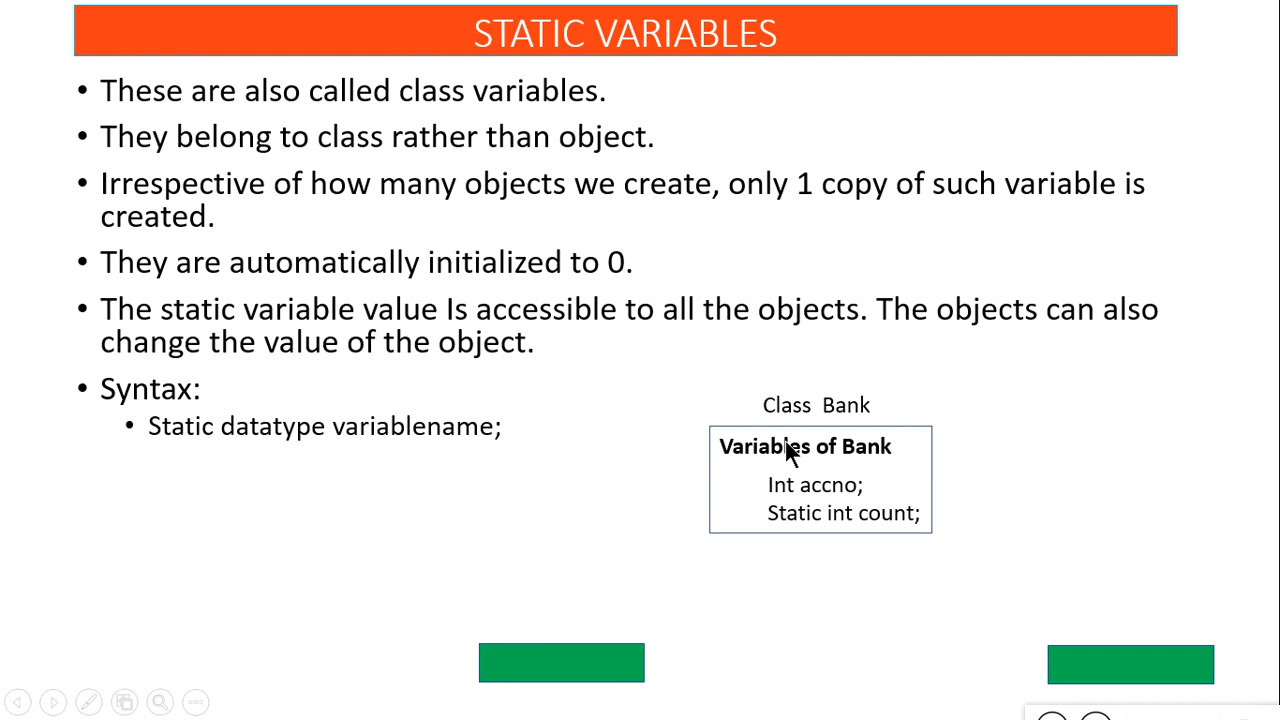 STATIC VARIABLES
• These are also called class variables.
• They belong to class rather than object.
• Irrespective of how many objects we create, only 1 copy of such variable is
created.
• They are automatically initialized to 0.
• The static variable value Is accessible to all the objects. The objects can also
change the value of the object.
• Syntax:
• Static datatype variablename;
Class Bank
Variables of Bank
Int accno;
Static int count;